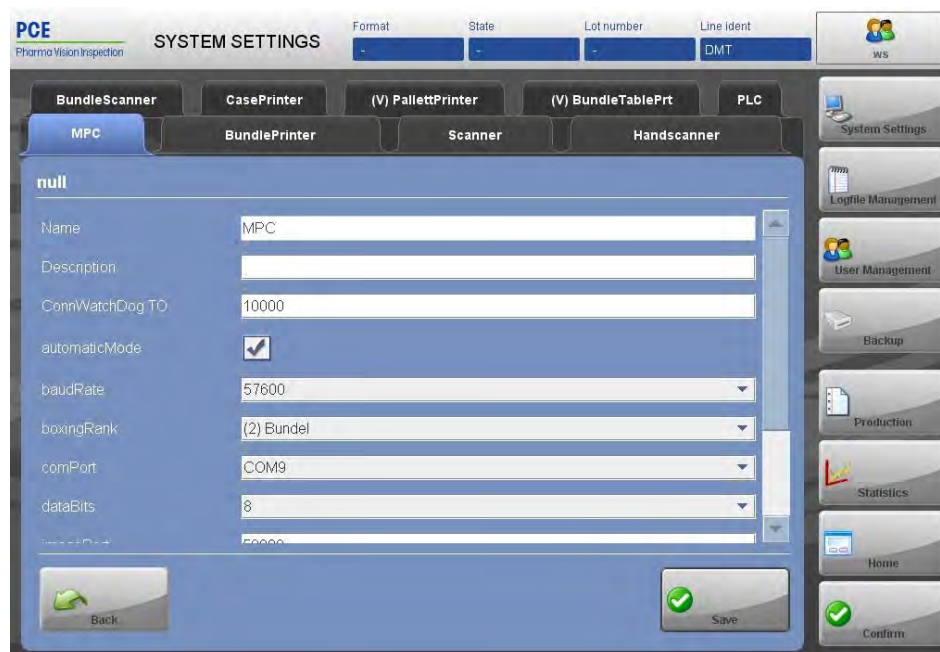 PCE
Pharma Vision Inspection
SYSTEM SETTINGS
Format
-
State
-
Lot number
-
Line ident
DMT
ws
BundleScanner
CasePrinter
(V) PallettPrinter
(V) BundleTablePrt
PLC
MPC
BundlePrinter
Scanner
Handscanner
null
Name
MPC
Description
ConnWatchDog TO
10000
automaticMode
baudRate
57600
boxingRank
(2) Bundel
comPort
COM9
dataBits
8
Back
Save
System Settings
Logfile Management
User Management
Backup
Production
Statistics
Home
Confirm